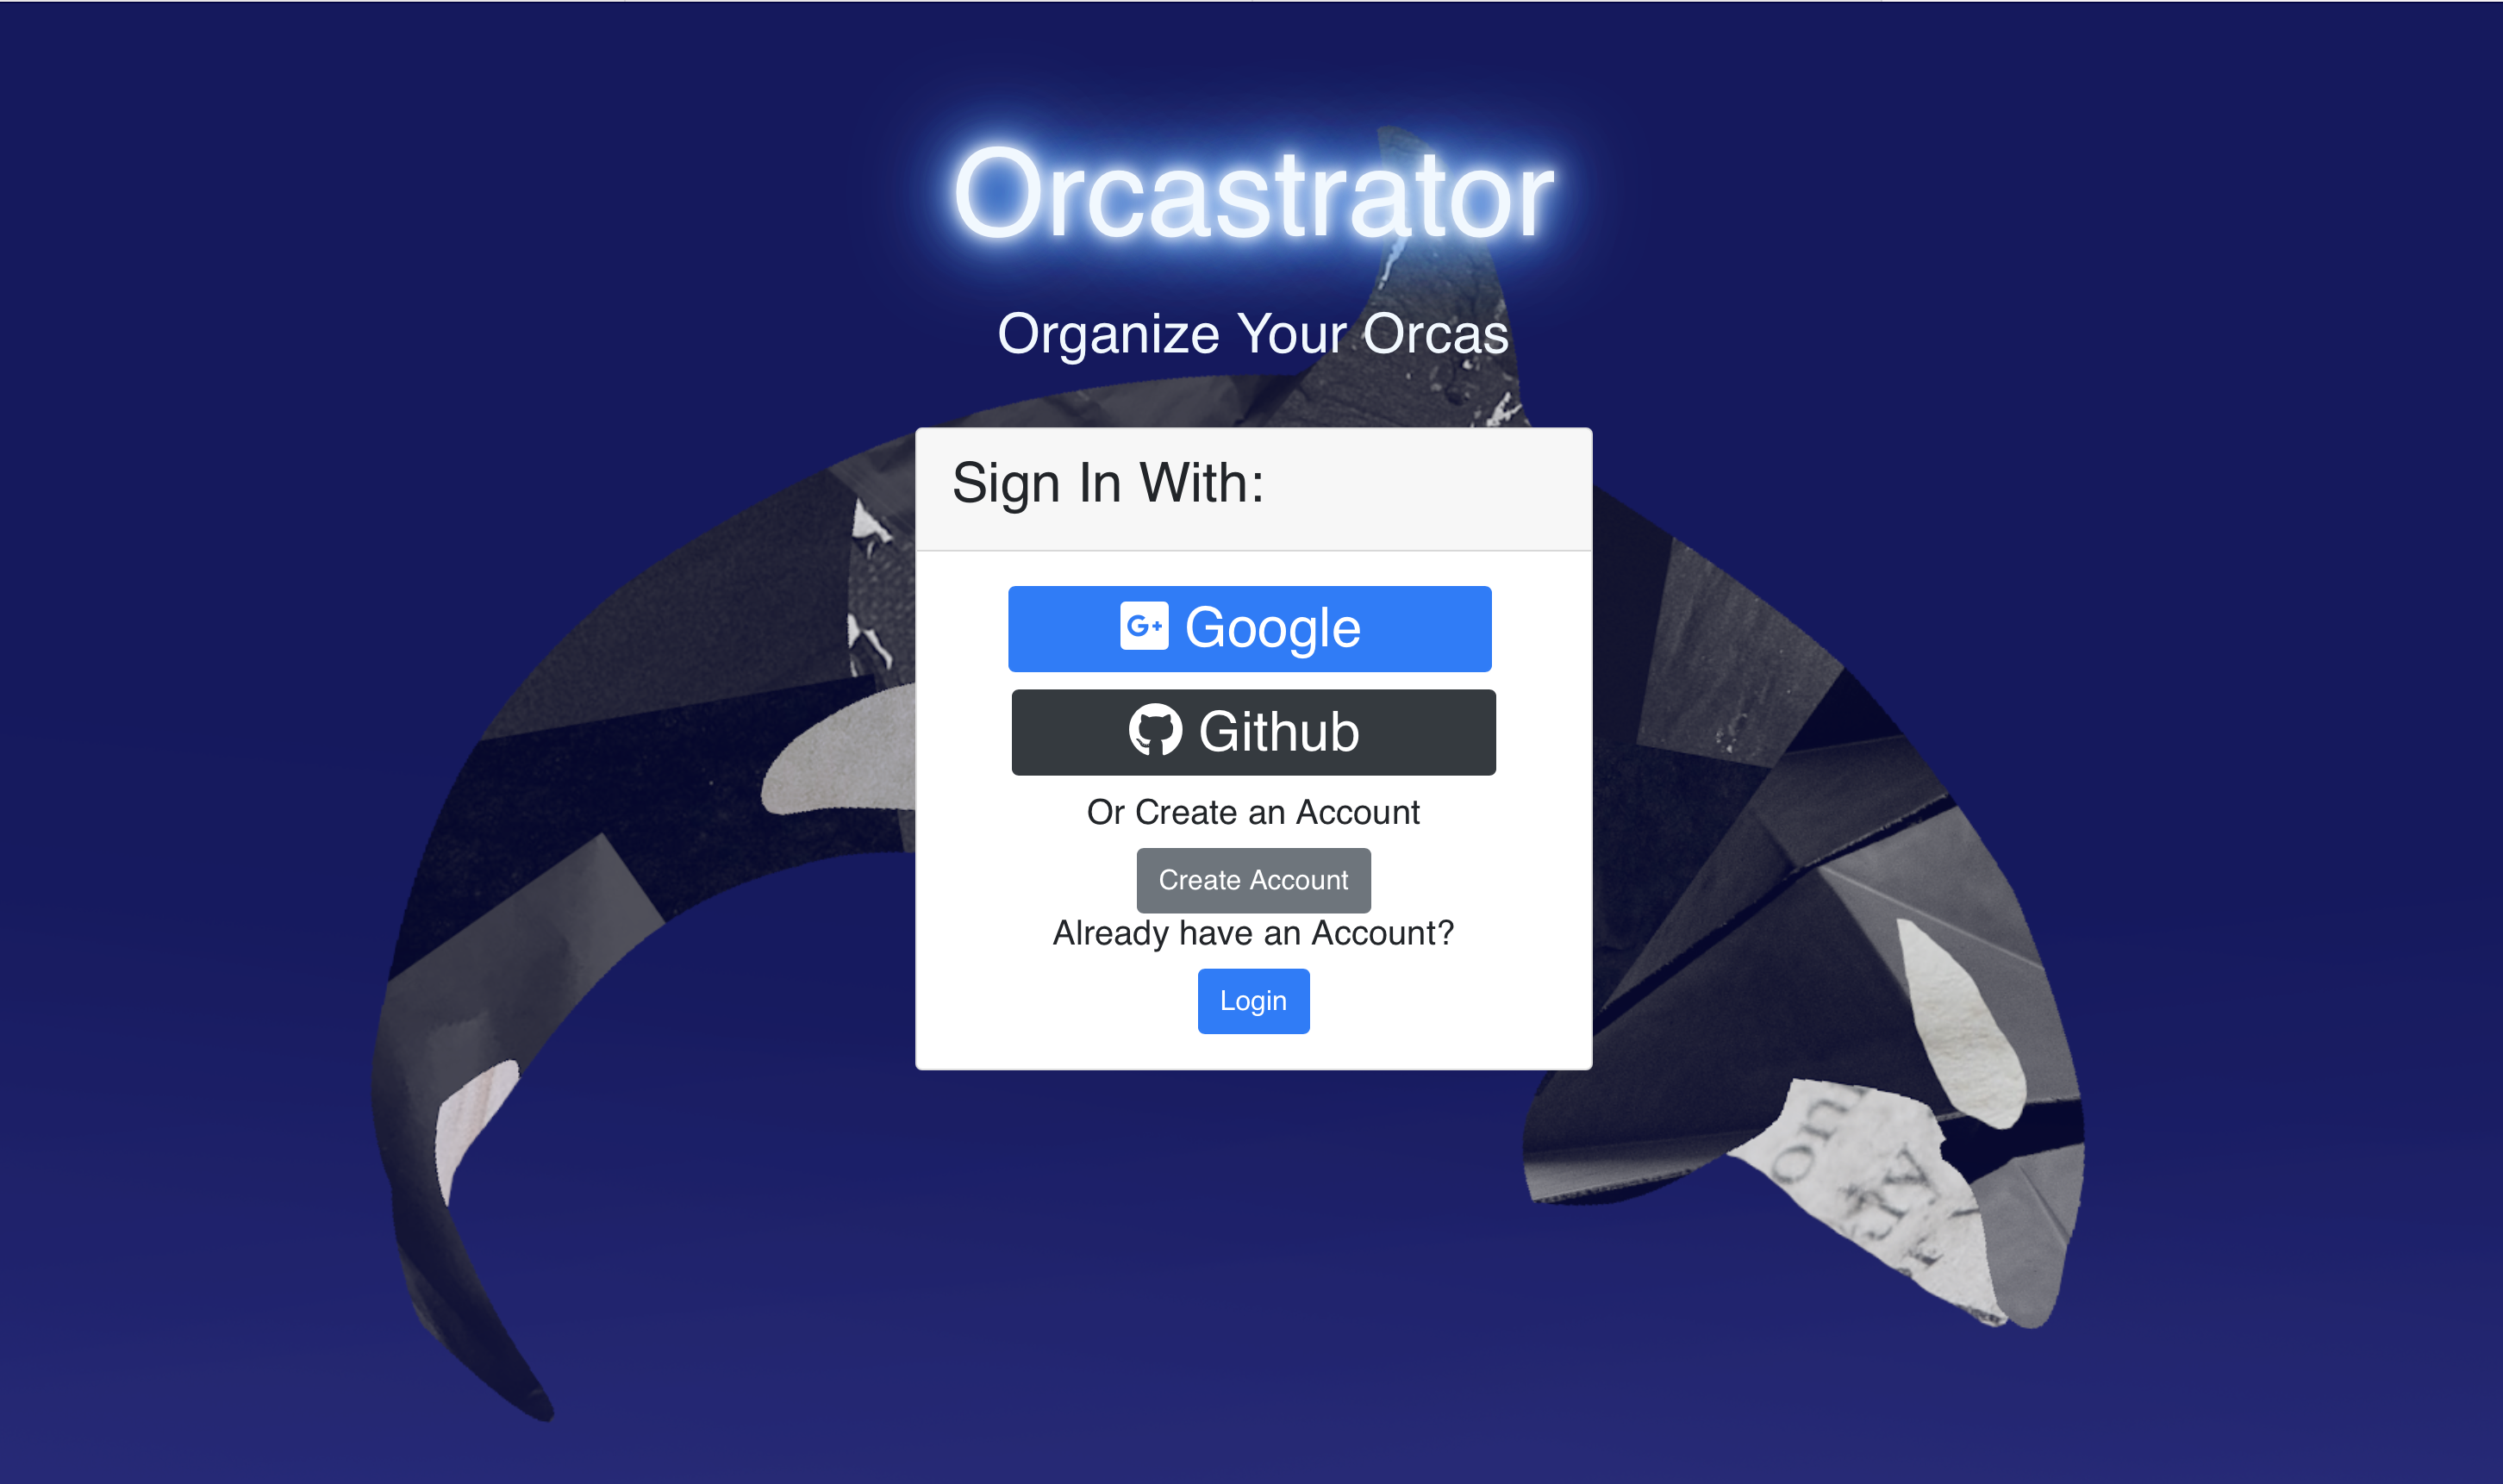 Orcastrator
Organize Your Orcas
Sign In With:
G+ Google
Github
Or Create an Account
Create Account
Already have an Account?
Login